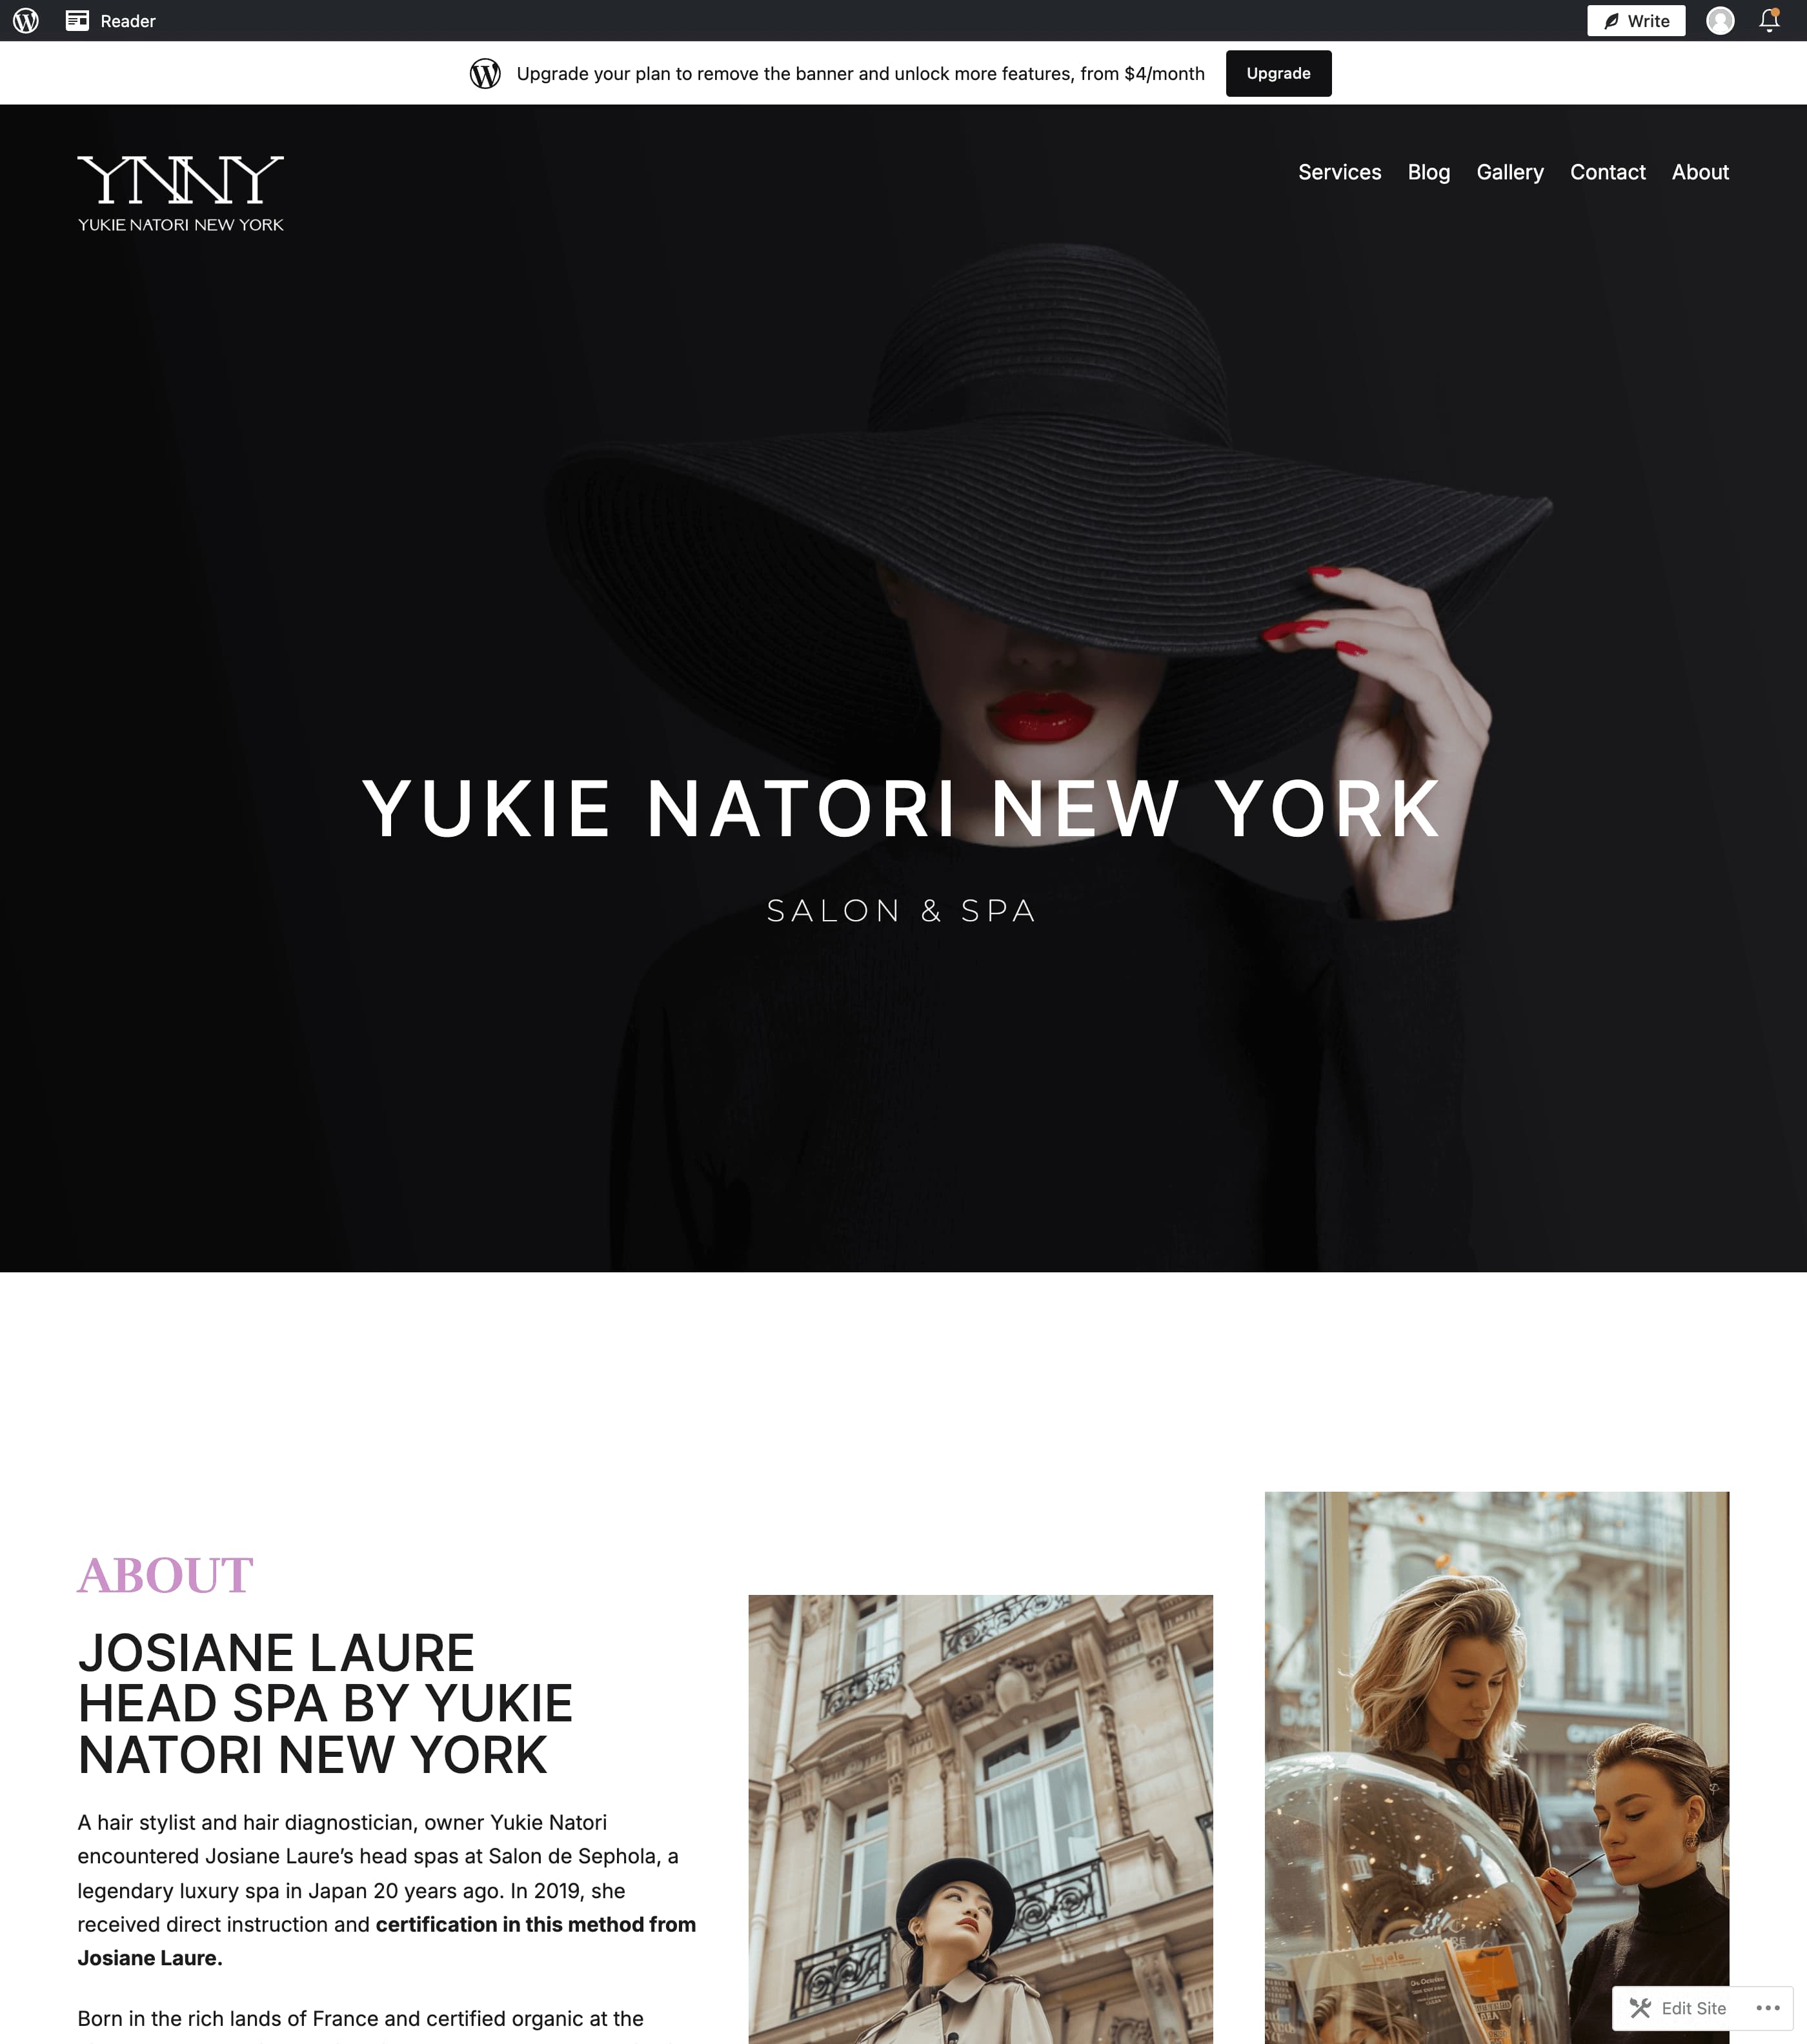 Reader
Write
Upgrade your plan to remove the banner and unlock more features, from $4/month
Upgrade
YNNY
YUKIE NATORI NEW YORK
Services Blog Gallery Contact About
YUKIE NATORI NEW YORK
SALON & SPA
ABOUT
JOSIANE LAURE
HEAD SPA BY YUKIE
NATORI NEW YORK
A hair stylist and hair diagnostician, owner Yukie Natori
encountered Josiane Laure’s head spas at Salon de Sephola, a
legendary luxury spa in Japan 20 years ago. In 2019, she
received direct instruction and certification in this method from
Josiane Laure.
Born in the rich lands of France and certified organic at the
Edit Site